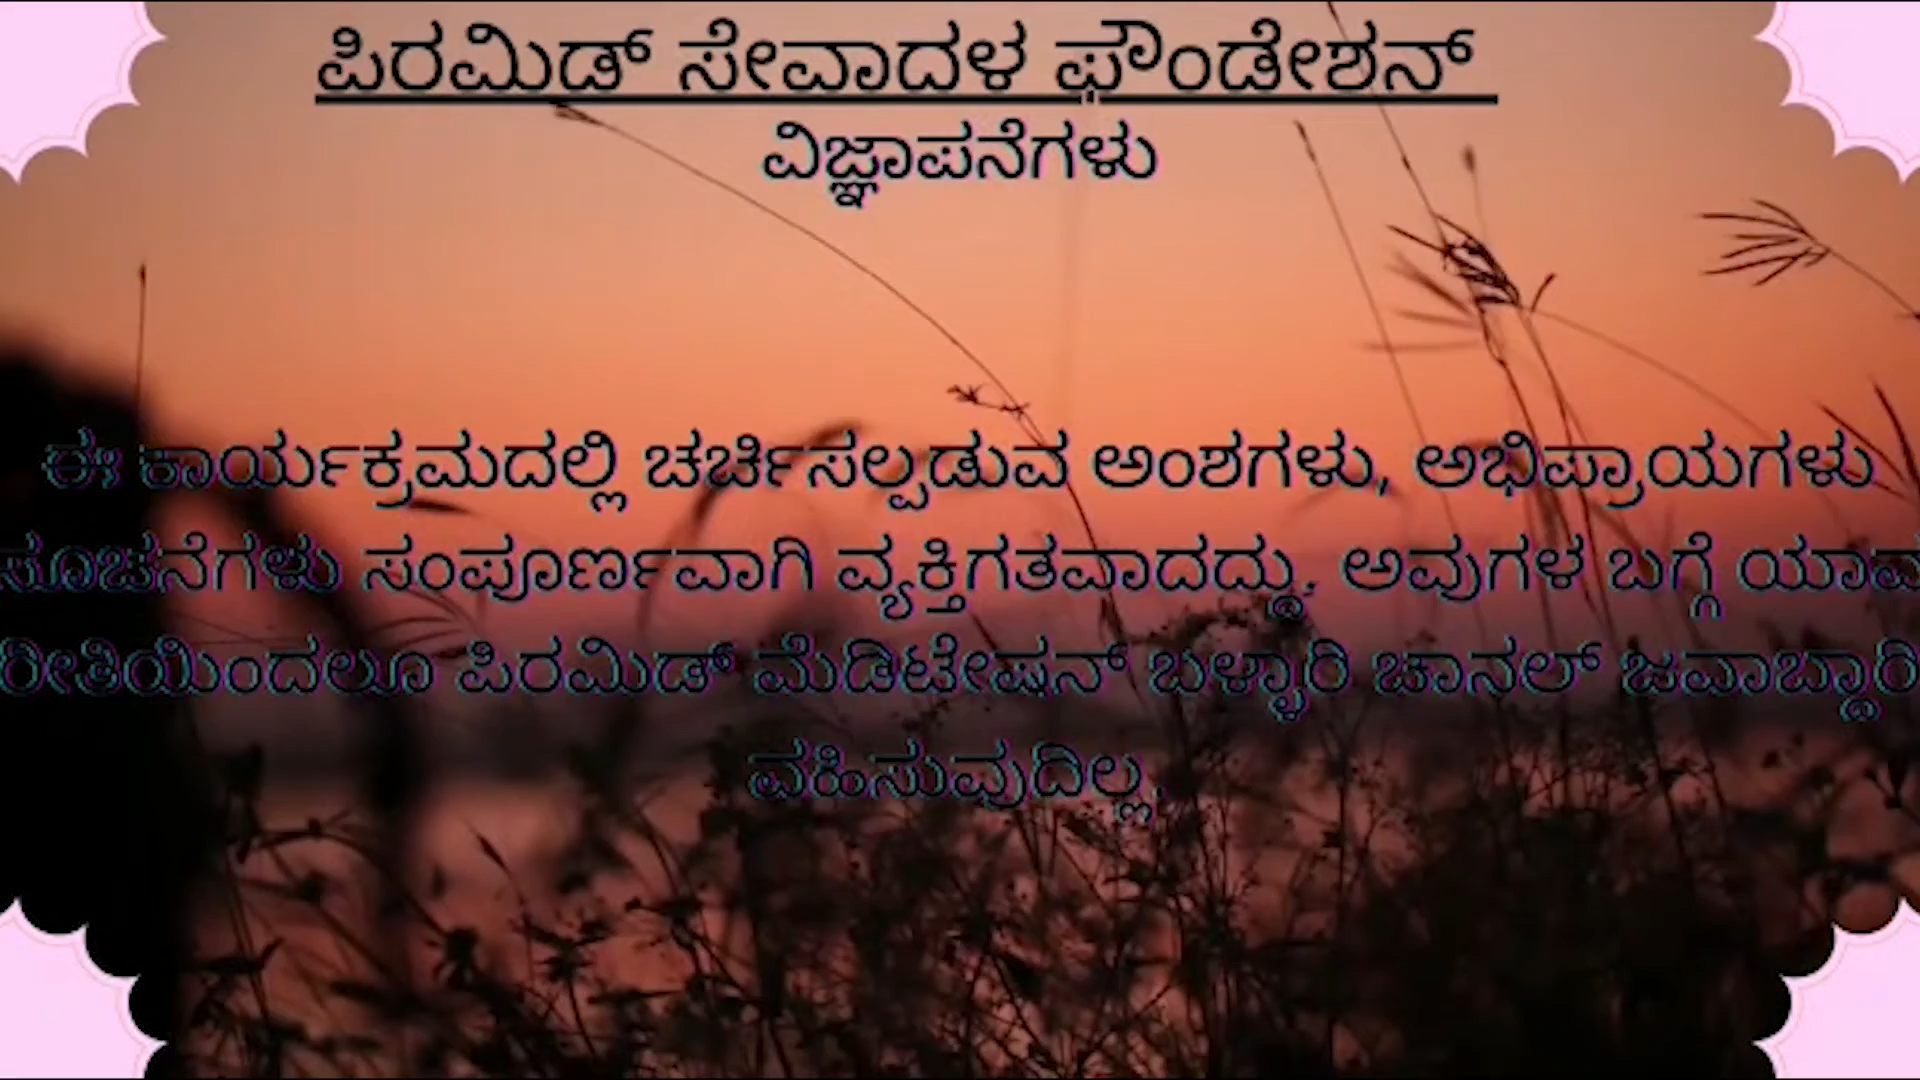 ಪಿರಮಿಡ್ ಸೇವಾದಳ ಫೌಂಡೇಶನ್
ವಿಜ್ಞಾಪನೆಗಳು
ಈ ಕಾರ್ಯಕ್ರಮದಲ್ಲಿ ಚರ್ಚಿಸಲ್ಪಡುವ ಅಂಶಗಳು, ಅಭಿಪ್ರಾಯಗಳು
ಸೂಚನೆಗಳು ಸಂಪೂರ್ಣವಾಗಿ ವ್ಯಕ್ತಿಗತವಾದದ್ದು. ಅವುಗಳ ಬಗ್ಗೆ ಯಾವ
ರೀತಿಯಿಂದಲೂ ಪಿರಮಿಡ್ ಮೆಡಿಟೇಷನ್ ಬಳ್ಳಾರಿ ಚಾನಲ್ ಜವಾಬ್ದಾರಿ
ವಹಿಸುವುದಿಲ್ಲ.